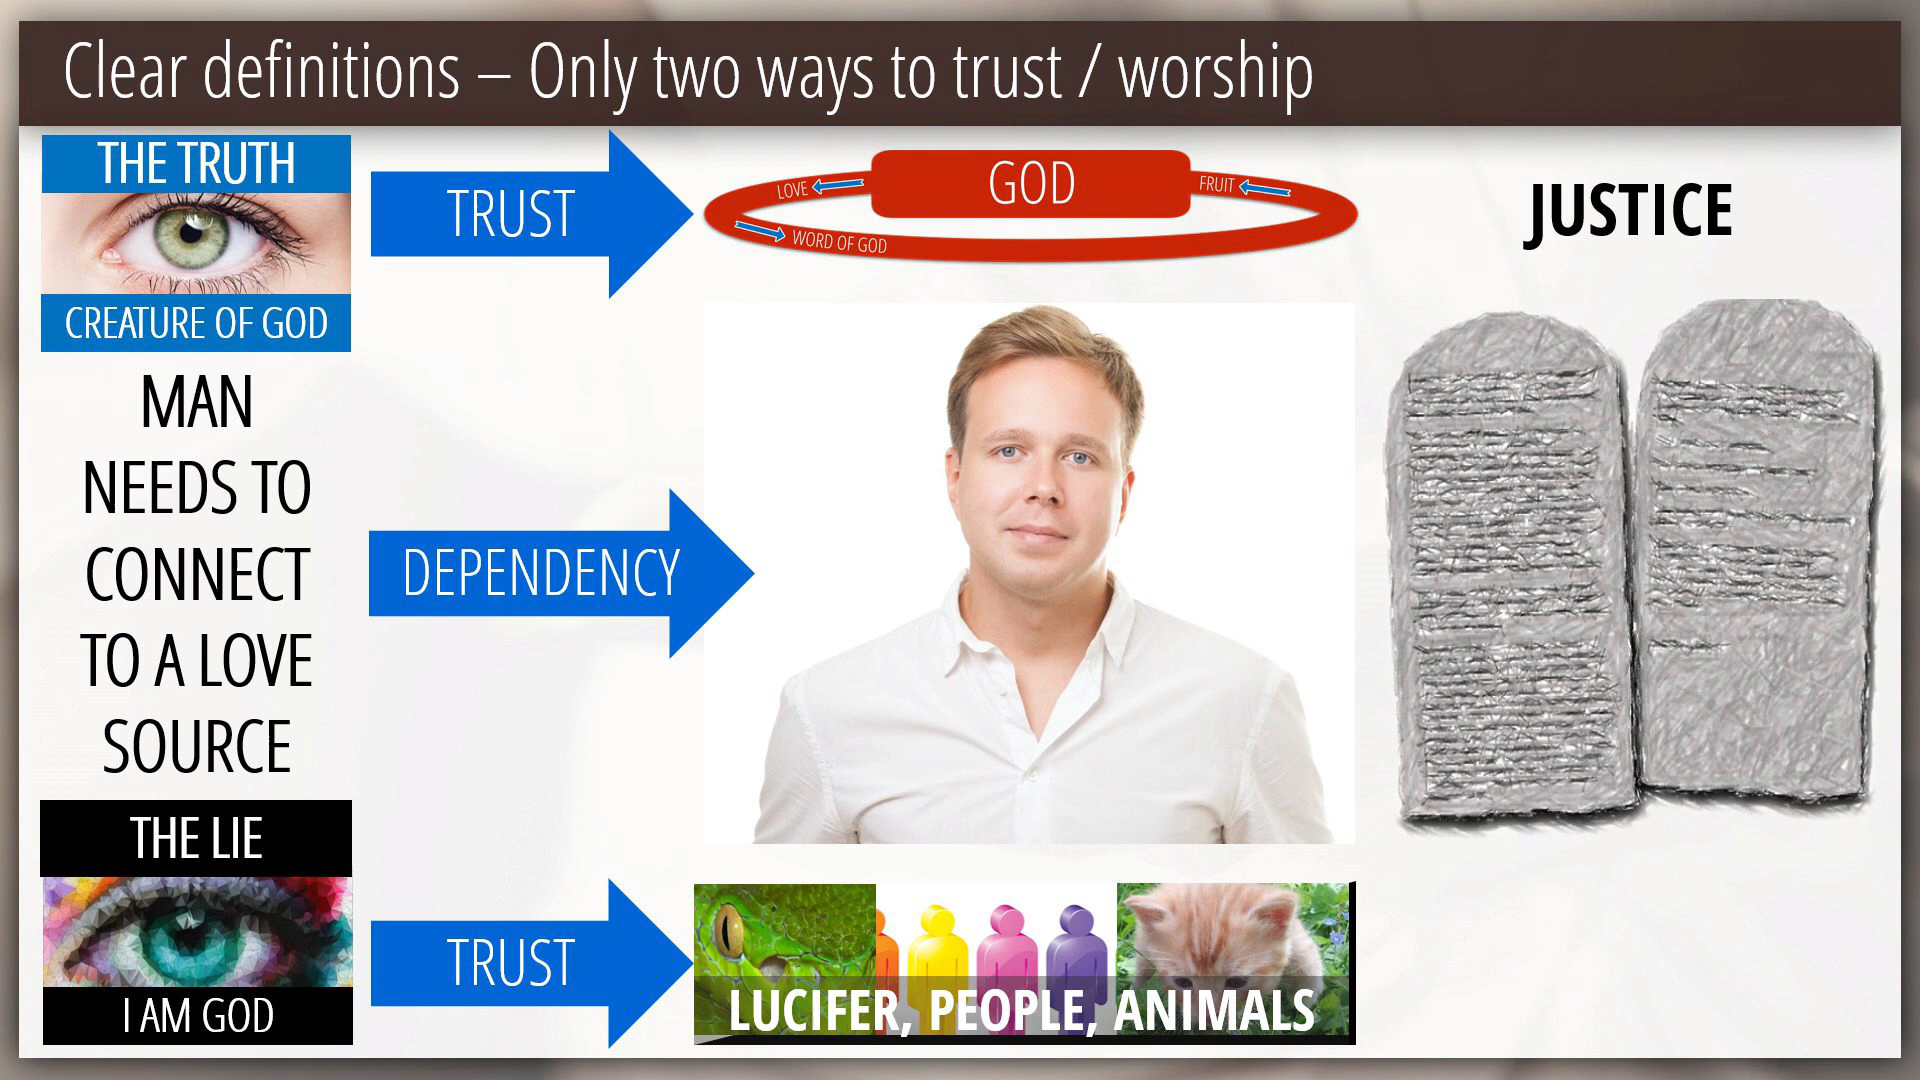 Clear definitions – Only two ways to trust / worship
THE TRUTH
CREATURE OF GOD
TRUST
GOD
LOVE
FRUIT
WORD OF GOD
JUSTICE
MAN
NEEDS TO
CONNECT
TO A LOVE
SOURCE
DEPENDENCY
THE LIE
I AM GOD
TRUST
LUCIFER, PEOPLE, ANIMALS